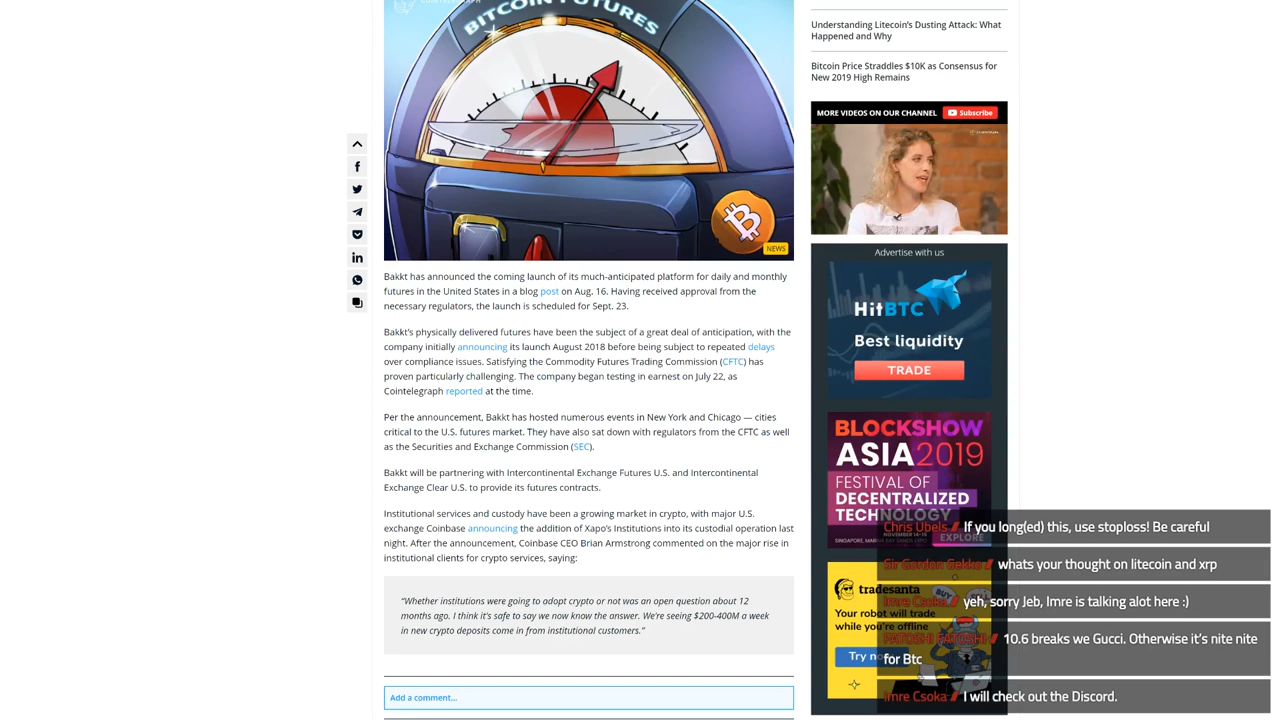 BITCOIN FUTURES
NEWS
Bakkt has announced the coming launch of its much-anticipated platform for daily and monthly
futures in the United States in a blog post on Aug. 16. Having received approval from the
necessary regulators, the launch is scheduled for Sept. 23.
Bakkt's physically delivered futures have been the subject of a great deal of anticipation, with the
company initially announcing its launch August 2018 before being subject to repeated delays
over compliance issues. Satisfying the Commodity Futures Trading Commission (CFTC) has
proven particularly challenging. The company began testing in earnest on July 22, as
Cointelegraph reported at the time.
Per the announcement, Bakkt has hosted numerous events in New York and Chicago — cities
critical to the U.S. futures market. They have also sat down with regulators from the CFTC as well
as the Securities and Exchange Commission (SEC).
Bakkt will be partnering with Intercontinental Exchange Futures U.S. and Intercontinental
Exchange Clear U.S. to provide its futures contracts.
Institutional services and custody have been a growing market in crypto, with major U.S.
exchange Coinbase announcing the addition of Xapo's Institutions into its custodial operation last
night. After the announcement, Coinbase CEO Brian Armstrong commented on the major rise in
institutional clients for crypto services, saying:
"Whether institutions were going to adopt crypto or not was an open question about 12
months ago. I think it's safe to say we now know the answer. We're seeing $200-400M a week
in new crypto deposits come in from institutional customers."
Add a comment...
Understanding Litecoin's Dusting Attack: What
Happened and Why
Bitcoin Price Straddles $10K as Consensus for
New 2019 High Remains
MORE VIDEOS ON OUR CHANNEL Subscribe
Advertise with us
HitBTC
Best liquidity
TRADE
BLOCKSHOW
ASIA2019
FESTIVAL OF
DECENTRALIZED
TECHNOLOGY
EXPLORE
Chris Ubels // If you long(ed) this, use stoploss! Be careful
Sir Gordon Gekko // whats your thought on litecoin and xrp
tradesanta
Imre Csoka // yeh, sorry Jeb, Imre is talking alot here :)
Your robot will trade
while you're offline
// 10.6 breaks we Gucci. Otherwise it's nite nite
for Btc
Imre Csoka // I will check out the Discord.